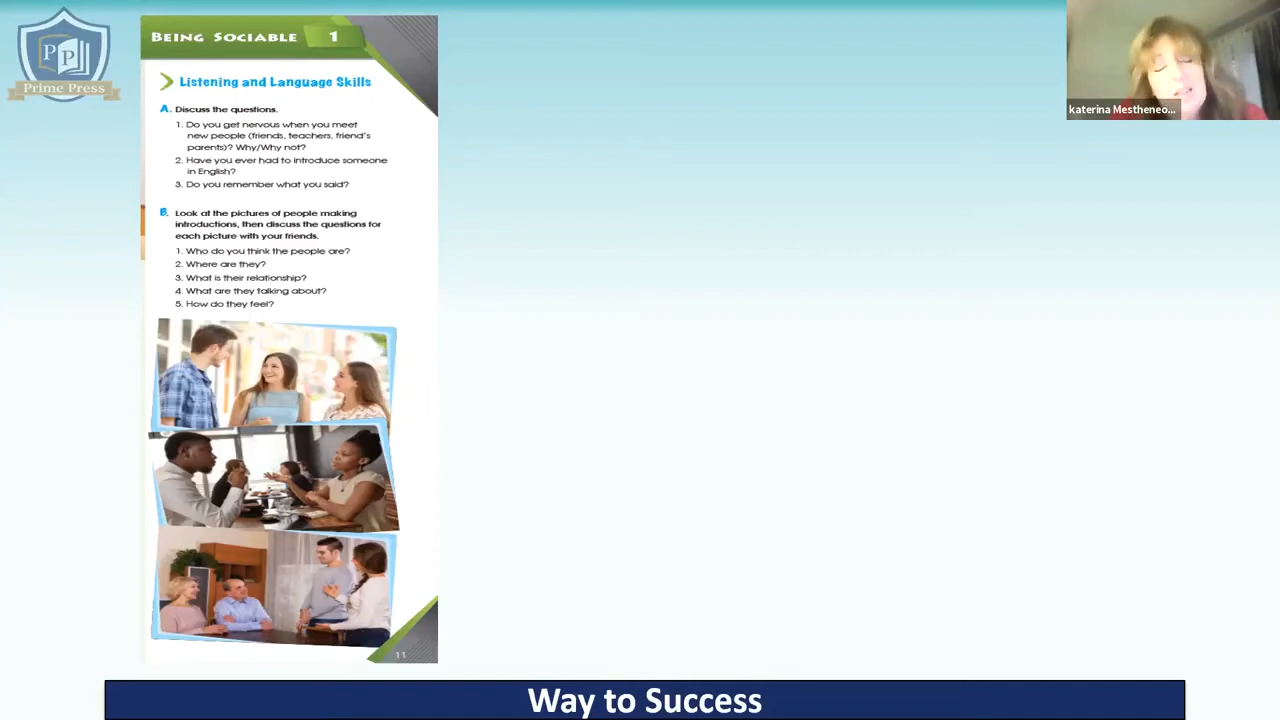 BEING SOCIABLE 1
Listening and Language Skills
A. Discuss the questions.
1. Do you get nervous when you meet
new people (friends, teachers, friend's
parents)? Why/Why not?
2. Have you ever had to introduce someone
in English?
3. Do you remember what you said?
B. Look at the pictures of people making
introductions, then discuss the questions for
each picture with your friends.
1. Who do you think the people are?
2. Where are they?
3. What is their relationship?
4. What are they talking about?
5. How do they feel?
11
PP
Prime Press
katerina Mestheneo...
Way to Success